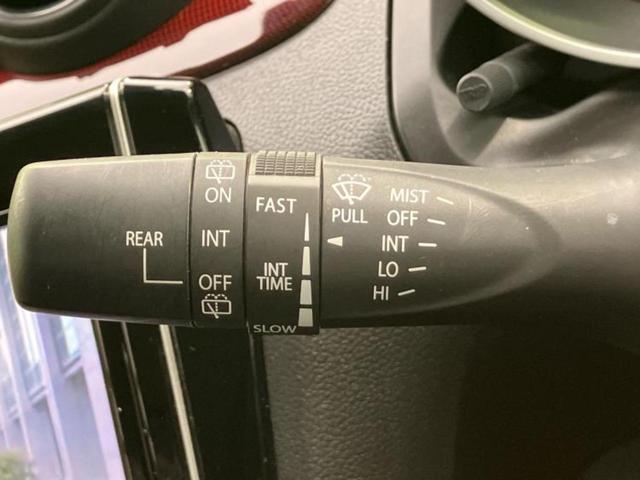 REAR
ON
INT
OFF
FAST
INT
TIME
SLOW
PULL
MIST
OFF
INT
LO
HI